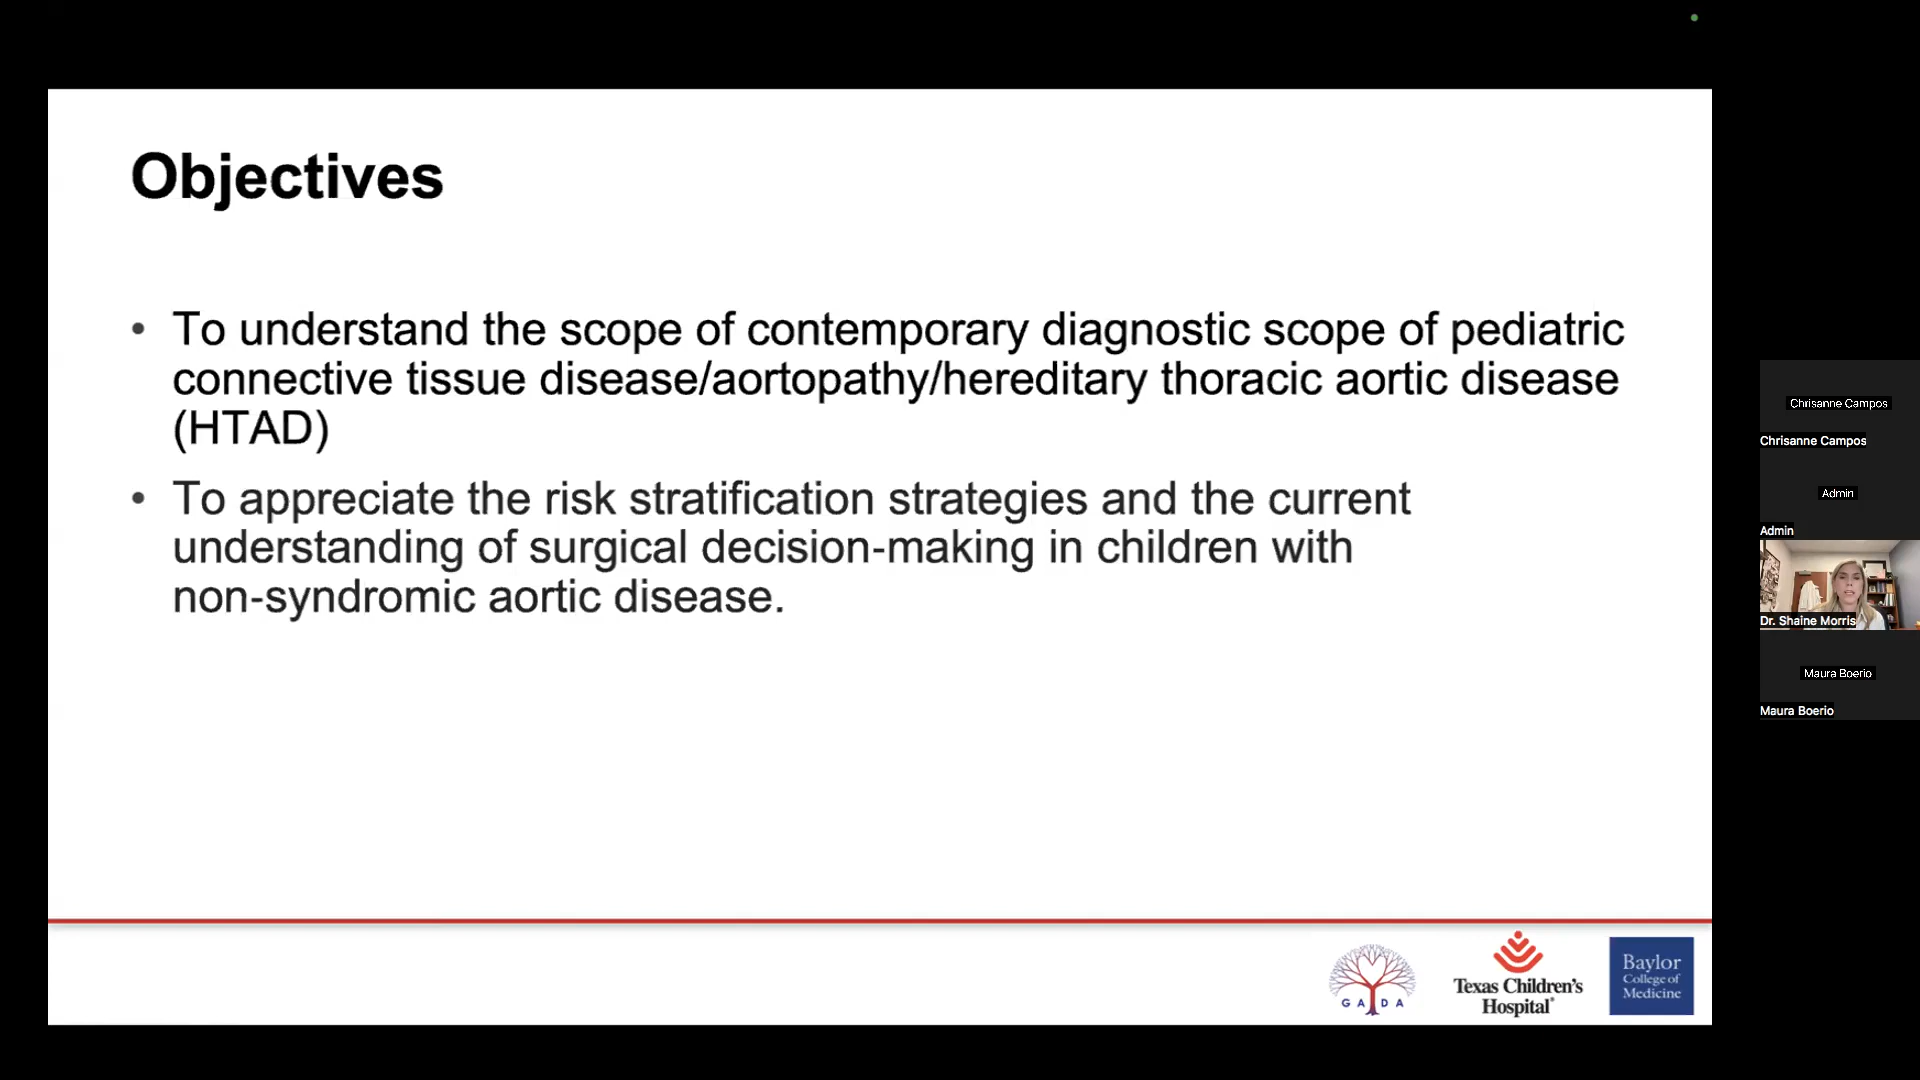 Objectives
• To understand the scope of contemporary diagnostic scope of pediatric
connective tissue disease/aortopathy/hereditary thoracic aortic disease
(HTAD)
• To appreciate the risk stratification strategies and the current
understanding of surgical decision-making in children with
non-syndromic aortic disease.
GADA
Texas Children's
Hospital
Baylor
College of
Medicine
Chrisanne Campos
Chrisanne Campos
Admin
Admin
Dr. Shaine Morris
Maura Boerio
Maura Boerio